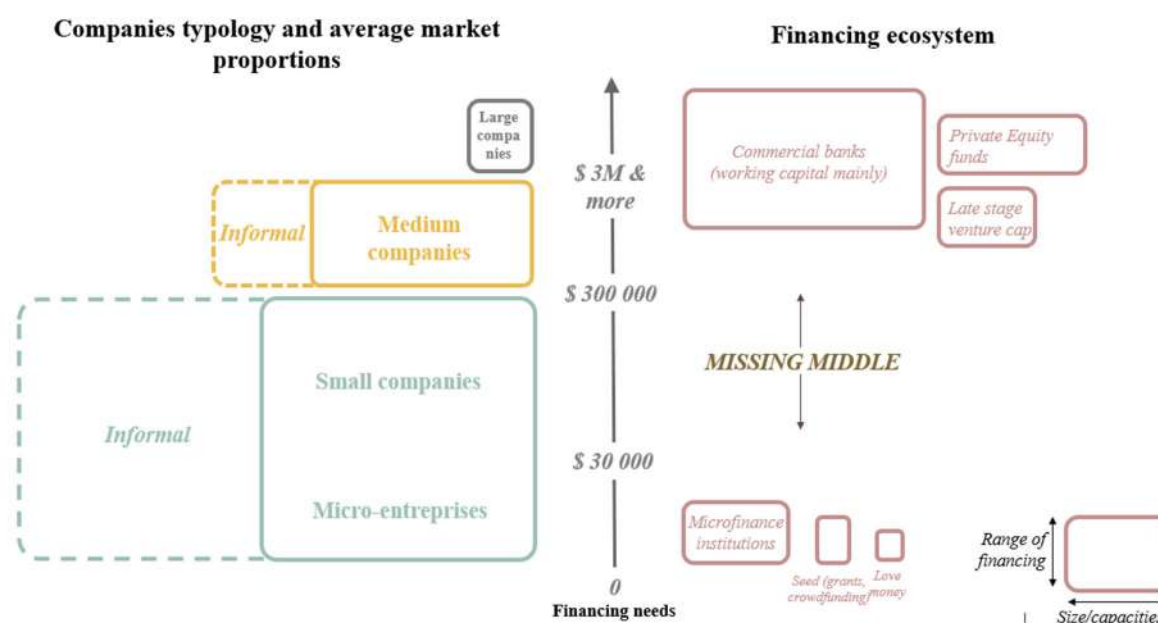 Companies typology and average market
proportions
Financing ecosystem
Large
compa
nies
Informal
Medium
companies
Informal
Small companies
Micro-entreprises
$ 3M &
more
$ 300 000
$ 30 000
0
Financing needs
Commercial banks
(working capital mainly)
Private Equity
funds
Late stage
venture cap
MISSING MIDDLE
Microfinance
institutions
Seed (grants,
crowdfunding)
Love
money
Range of
financing
Size/capacities